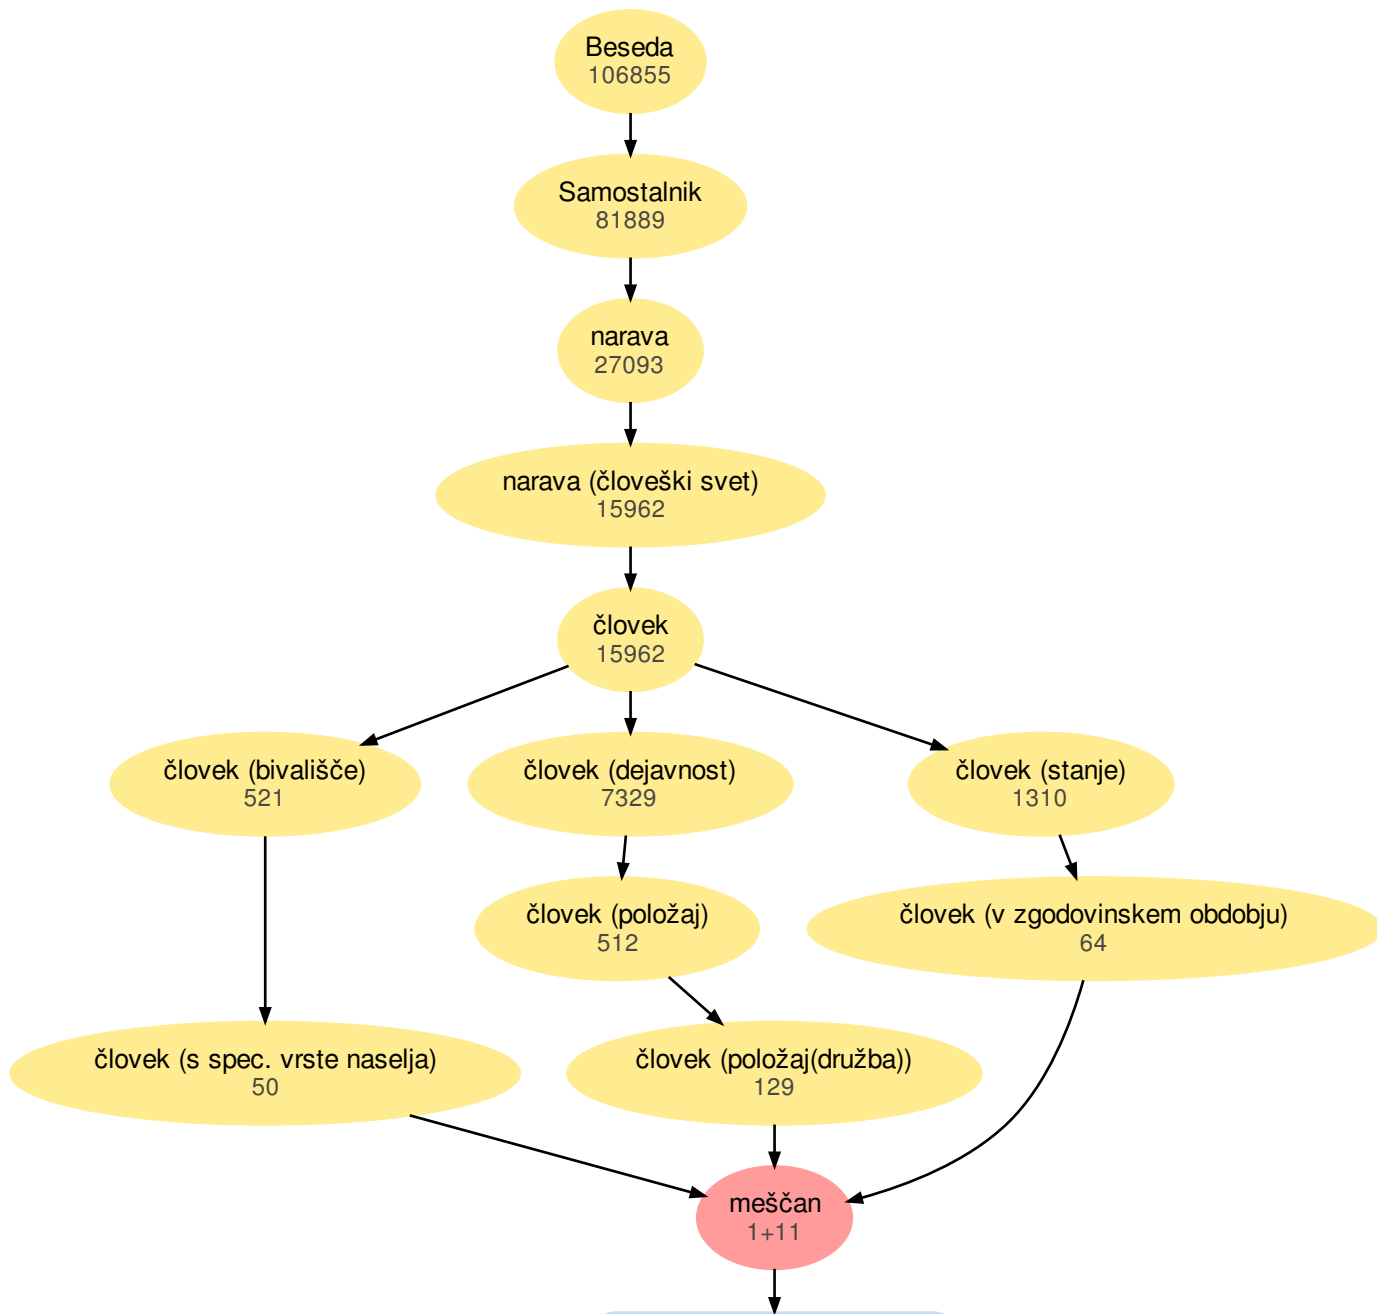 Beseda
106855
Samostalnik
81889
narava
27093
narava (človeški svet)
15962
človek
15962
človek (bivališče)
521
človek (dejavnost)
7329
človek (stanje)
1310
človek (položaj)
512
človek (v zgodovinskem obdobju)
64
človek (s spec. vrste naselja)
50
človek (položaj(družba))
129
meščan
1+11